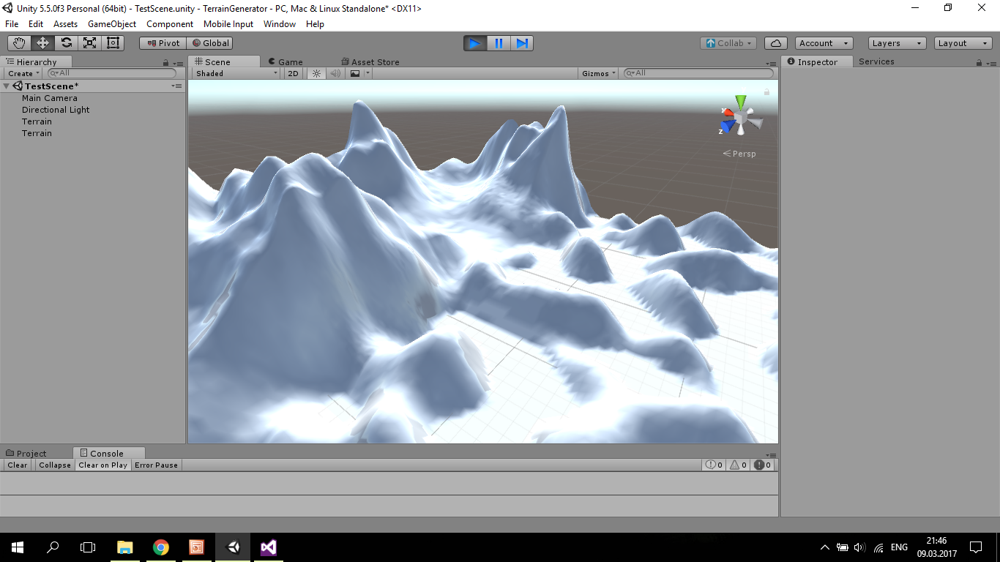 Unity 5.5.0f3 Personal (64bit) - TestScene.unity - TerrainGenerator - PC, Mac & Linux Standalone* <DX11>
File Edit Assets GameObject Component Mobile Input Window Help
Pivot Global Collab Account Layers Layout
Hierarchy Scene Game Asset Store Inspector Services
Create All Shaded 2D Gizmos All
TestScene*
Main Camera
Directional Light
Terrain
Terrain
x
z
Persp
Project Console
Clear Collapse Clear on Play Error Pause 0 0 0
21:46
ENG
09.03.2017